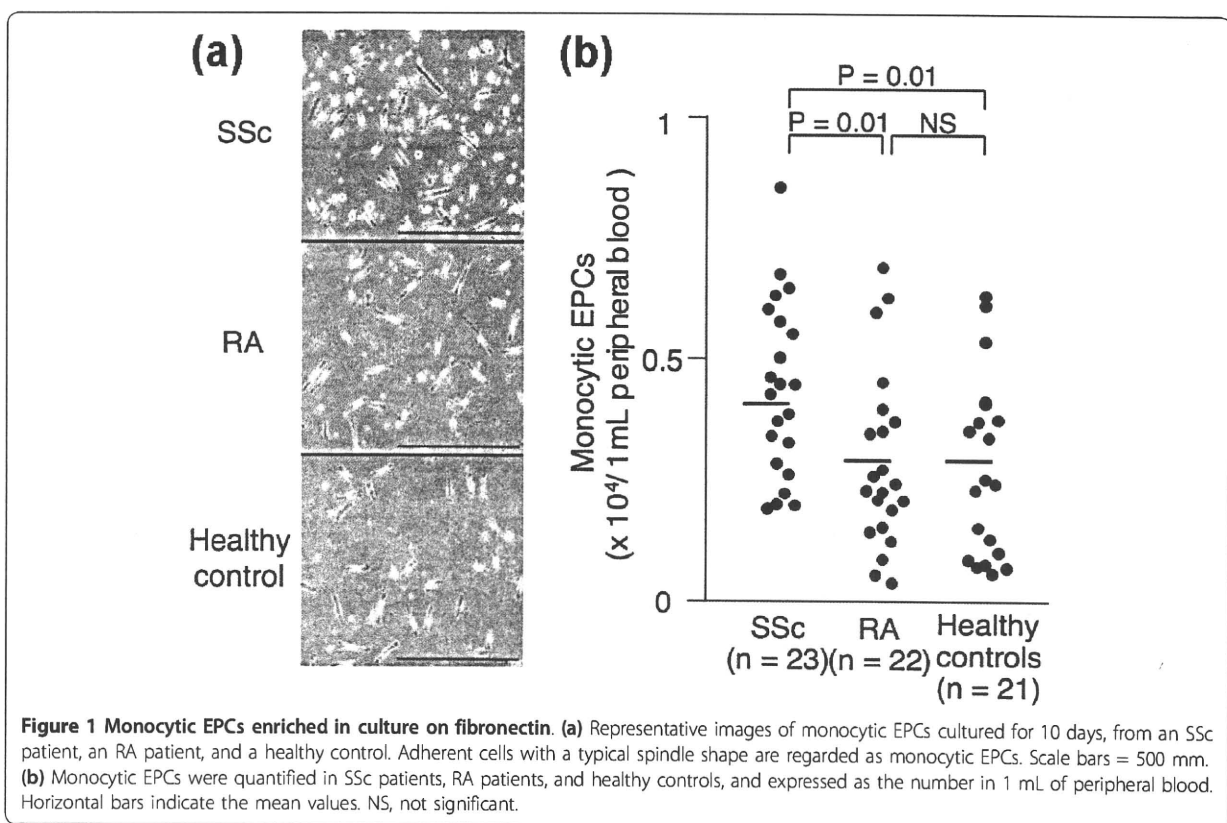 (a)
SSc
RA
Healthy
control
(b)
P = 0.01
P = 0.01 NS
1
0.5
0
Monocytic EPCs
(x 10⁴/ 1 mL peripheral blood)
SSc RA Healthy
(n = 23)(n = 22) controls
(n = 21)
Figure 1 Monocytic EPCs enriched in culture on fibronectin. (a) Representative images of monocytic EPCs cultured for 10 days, from an SSc
patient, an RA patient, and a healthy control. Adherent cells with a typical spindle shape are regarded as monocytic EPCs. Scale bars = 500 mm.
(b) Monocytic EPCs were quantified in SSc patients, RA patients, and healthy controls, and expressed as the number in 1 mL of peripheral blood.
Horizontal bars indicate the mean values. NS, not significant.